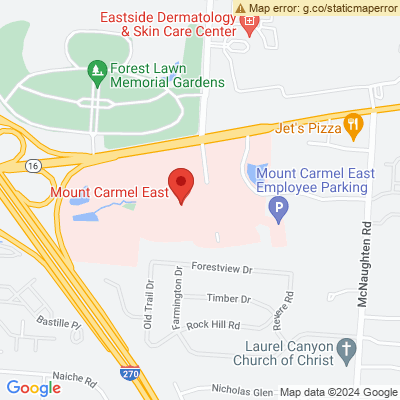 Map error: g.co/staticmaperror
Eastside Dermatology
& Skin Care Center
Forest Lawn
Memorial Gardens
Jet's Pizza
16
Mount Carmel East
Mount Carmel East
Employee Parking
P
McNaughten Rd
Forestview Dr
Old Trail Dr
Farmington Dr
Timber Dr
Revere Rd
Bastille Pl
Rock Hill Rd
Laurel Canyon
Church of Christ
270
Naiche Rd
Nicholas Glen
Google
Map data ©2024 Google